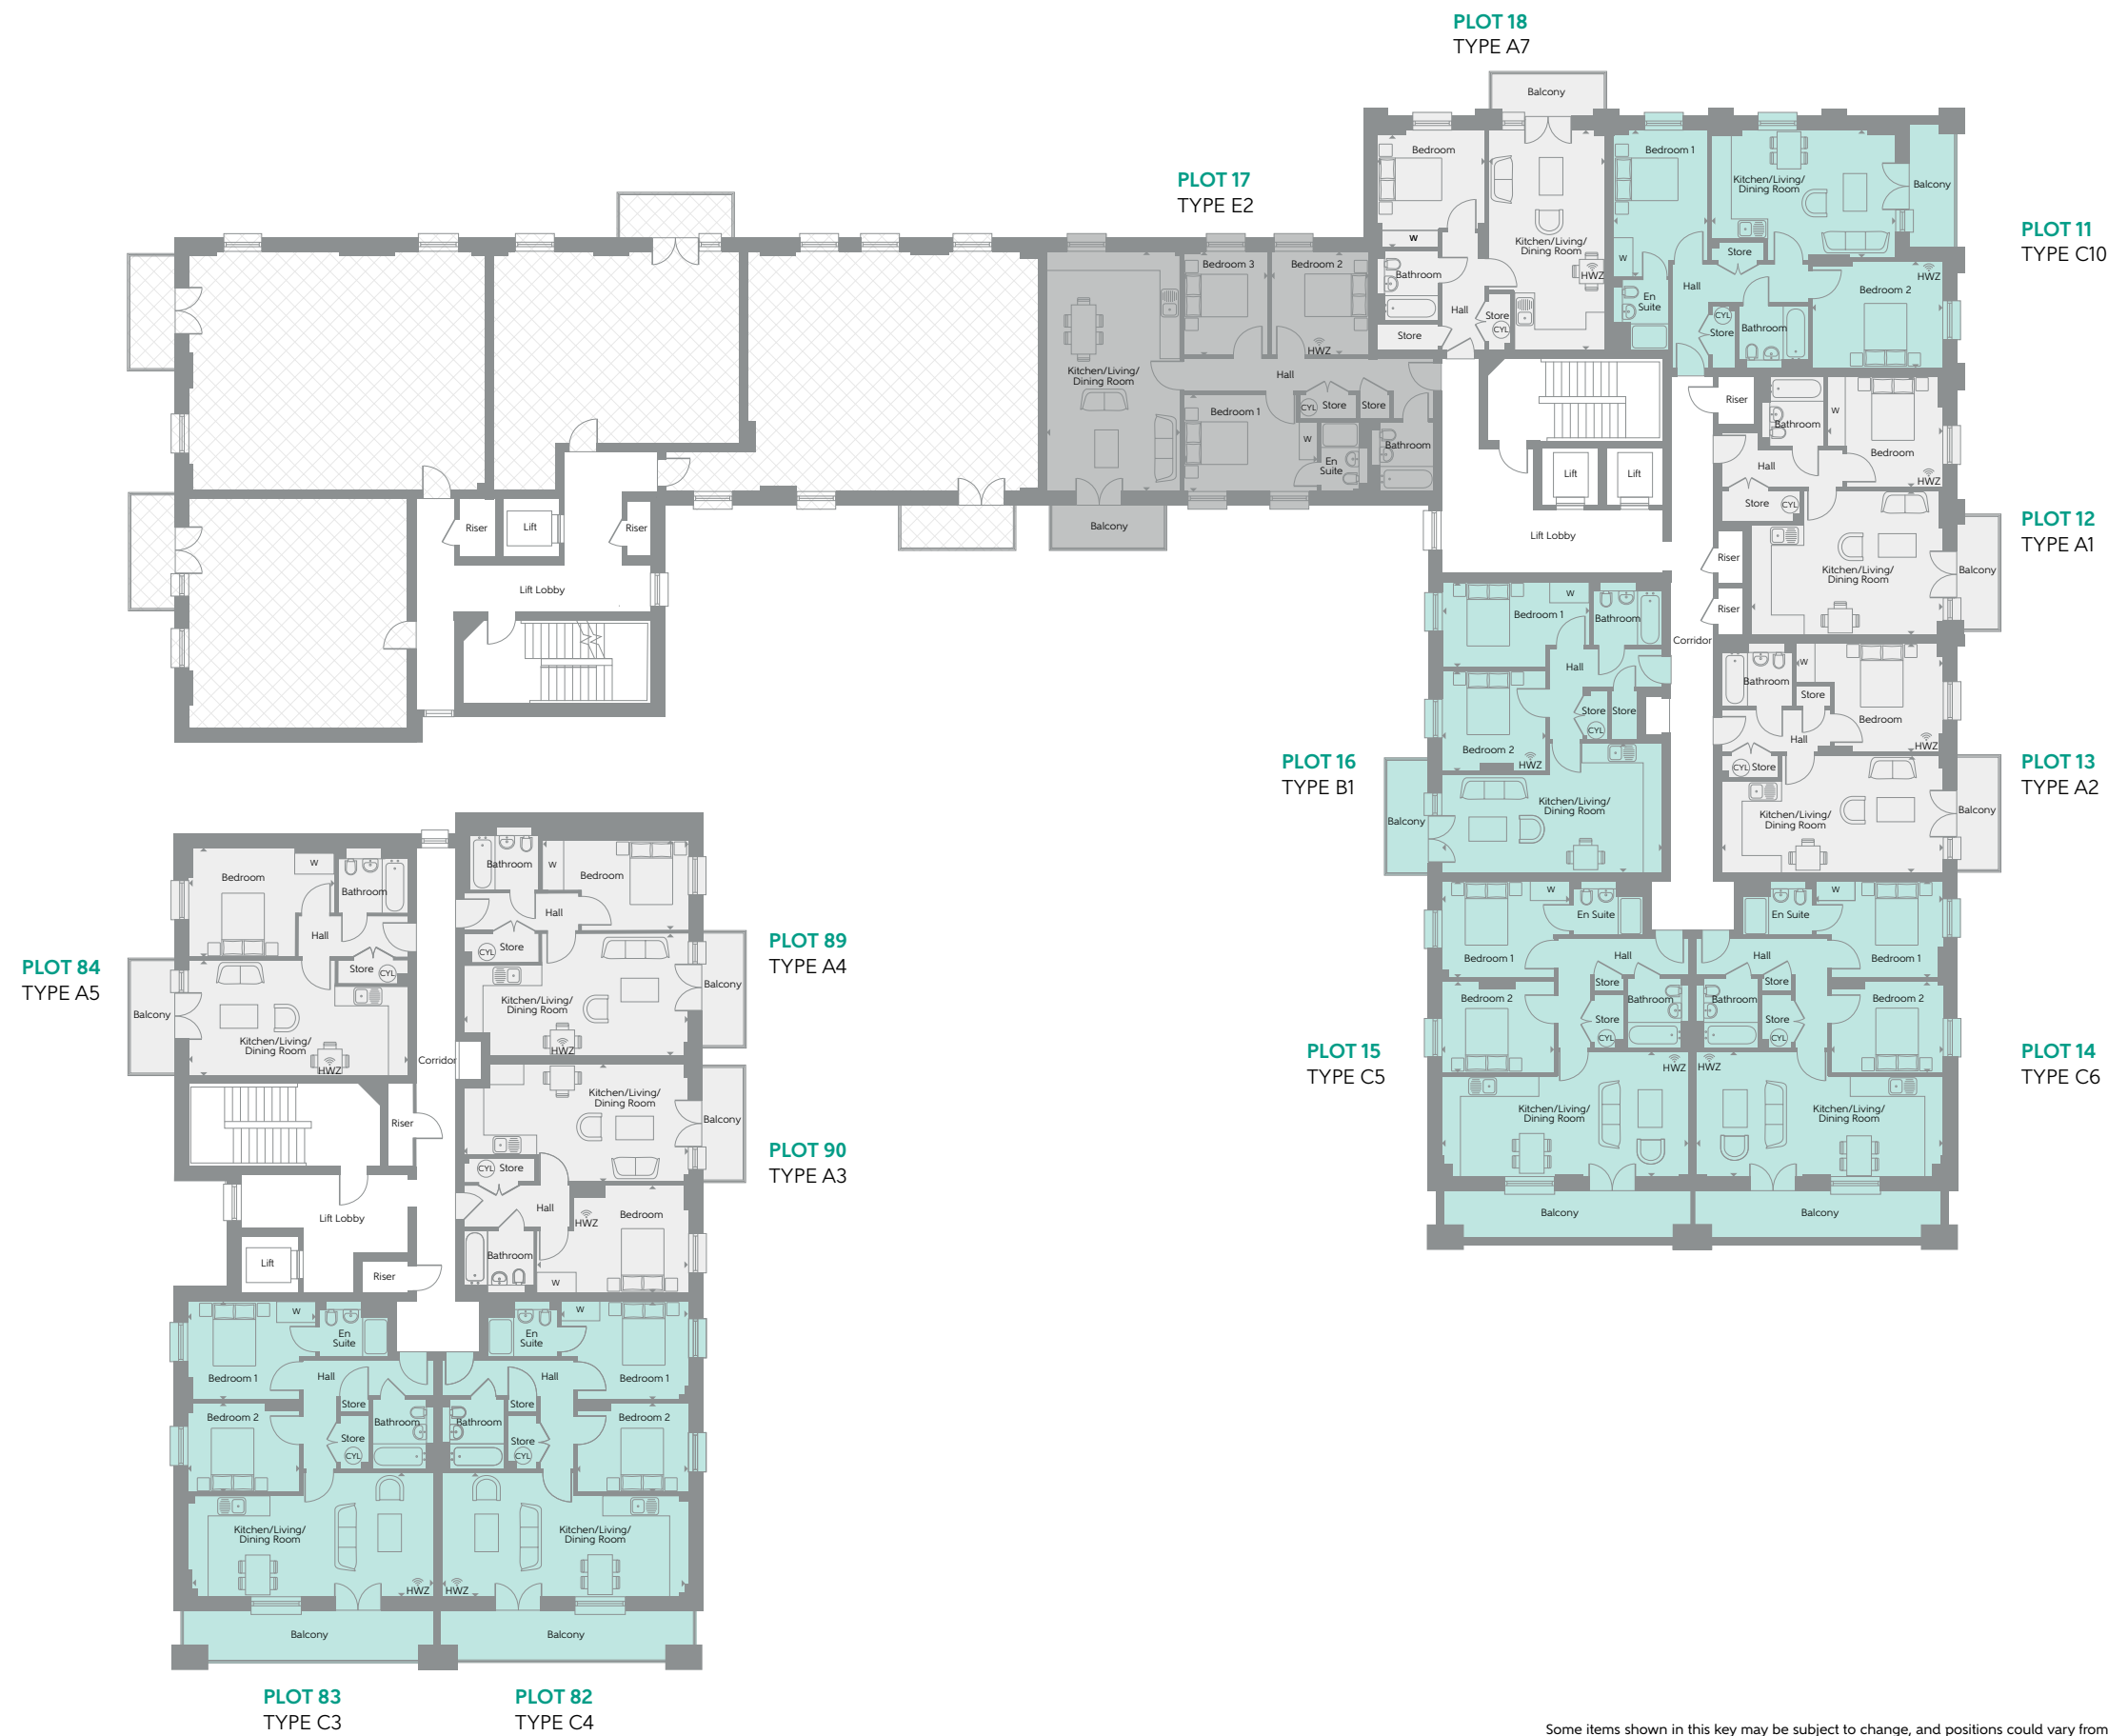 PLOT 18
TYPE A7
Balcony
Bedroom
W
Bathroom
Store
Hall
Store
CYL
Kitchen/Living/
Dining Room
HWZ
PLOT 11
TYPE C10
Bedroom 1
W
En
Suite
Hall
Kitchen/Living/
Dining Room
Balcony
Store
CYL
Store
Bathroom
Bedroom 2
HWZ
PLOT 17
TYPE E2
Kitchen/Living/
Dining Room
Bedroom 3
Bedroom 2
HWZ
Hall
Bedroom 1
W
CYL
Store
Store
En
Suite
Bathroom
Balcony
Riser
Lift
Riser
Lift Lobby
Lift
Lift
Lift Lobby
Riser
Riser
Riser
Corridor
PLOT 12
TYPE A1
Bathroom
W
Bedroom
HWZ
Hall
Store
CYL
Kitchen/Living/
Dining Room
Balcony
PLOT 13
TYPE A2
Bathroom
W
Store
Bedroom
HWZ
Hall
CYL
Store
Kitchen/Living/
Dining Room
Balcony
PLOT 16
TYPE B1
W
Bedroom 1
Bathroom
Hall
Store
CYL
Store
Bedroom 2
HWZ
Kitchen/Living/
Dining Room
Balcony
PLOT 15
TYPE C5
W
En Suite
Bedroom 1
Hall
Store
Bathroom
Bedroom 2
Store
CYL
HWZ
Kitchen/Living/
Dining Room
Balcony
PLOT 14
TYPE C6
W
En Suite
Bedroom 1
Hall
Store
Bathroom
Bedroom 2
Store
CYL
HWZ
Kitchen/Living/
Dining Room
Balcony
PLOT 84
TYPE A5
Bedroom
W
Bathroom
Hall
Store
CYL
Balcony
Kitchen/Living/
Dining Room
HWZ
PLOT 89
TYPE A4
Bathroom
W
Bedroom
Hall
CYL
Store
Kitchen/Living/
Dining Room
HWZ
Balcony
Corridor
Riser
Lift Lobby
Lift
Riser
PLOT 90
TYPE A3
Kitchen/Living/
Dining Room
Balcony
CYL
Store
Hall
HWZ
Bedroom
Bathroom
W
W
En
Suite
Bedroom 1
Hall
Store
Bedroom 2
Bathroom
Store
CYL
Kitchen/Living/
Dining Room
HWZ
Balcony
PLOT 83
TYPE C3
W
En
Suite
Bedroom 1
Hall
Store
Bedroom 2
Bathroom
Store
CYL
Kitchen/Living/
Dining Room
HWZ
Balcony
PLOT 82
TYPE C4
Some items shown in this key may be subject to change, and positions could vary from